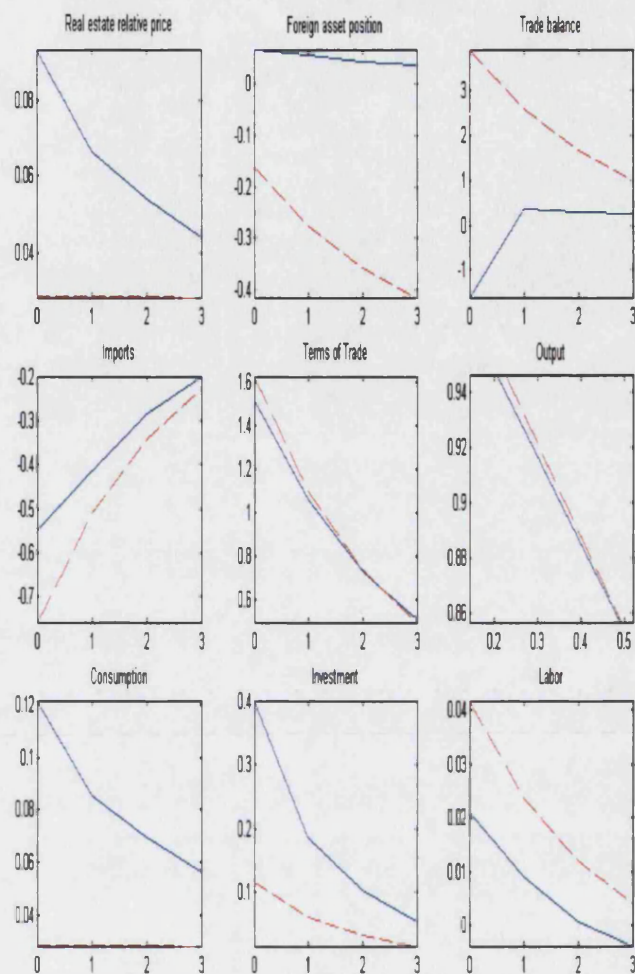 Real estate relative price
0.08
0.06
0.04
0 1 2 3
Foreign asset position
0
-0.1
-0.2
-0.3
-0.4
0 1 2 3
Trade balance
3
2
1
0
-1
0 1 2 3
Imports
-0.2
-0.3
-0.4
-0.5
-0.6
-0.7
0 1 2 3
Terms of Trade
1.6
1.4
1.2
1.0
0.8
0.6
0 1 2 3
Output
0.94
0.92
0.9
0.88
0.86
0.2 0.3 0.4 0.5
Consumption
0.12
0.1
0.08
0.06
0.04
0 1 2 3
Investment
0.4
0.3
0.2
0.1
0 1 2 3
Labor
0.04
0.03
0.02
0.01
0
0 1 2 3